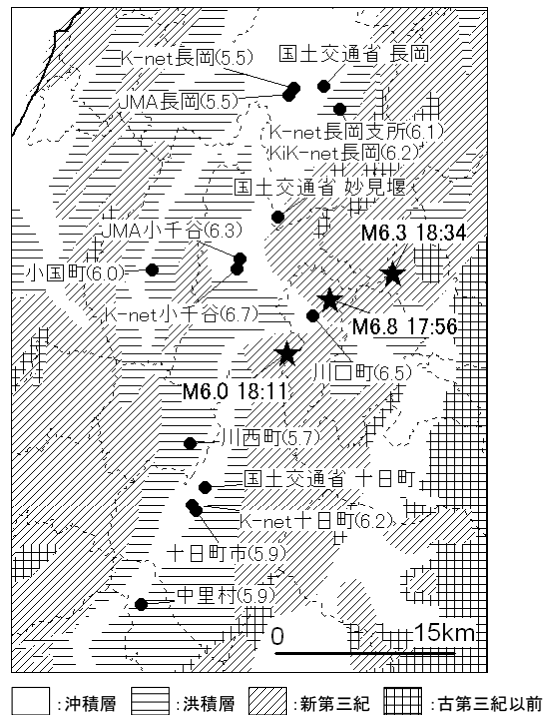 K-net長岡(5.5)
国土交通省 長岡
JMA長岡(5.5)
K-net長岡支所(6.1)
KiK-net長岡(6.2)
国土交通省 妙見堰
JMA小千谷(6.3)
M6.3 18:34
小国町(6.0)
K-net小千谷(6.7)
M6.8 17:56
川口町(6.5)
M6.0 18:11
川西町(5.7)
国土交通省 十日町
K-net十日町(6.2)
十日町市(5.9)
中里村(5.9)
0 15km
:沖積層 :洪積層 :新第三紀 :古第三紀以前